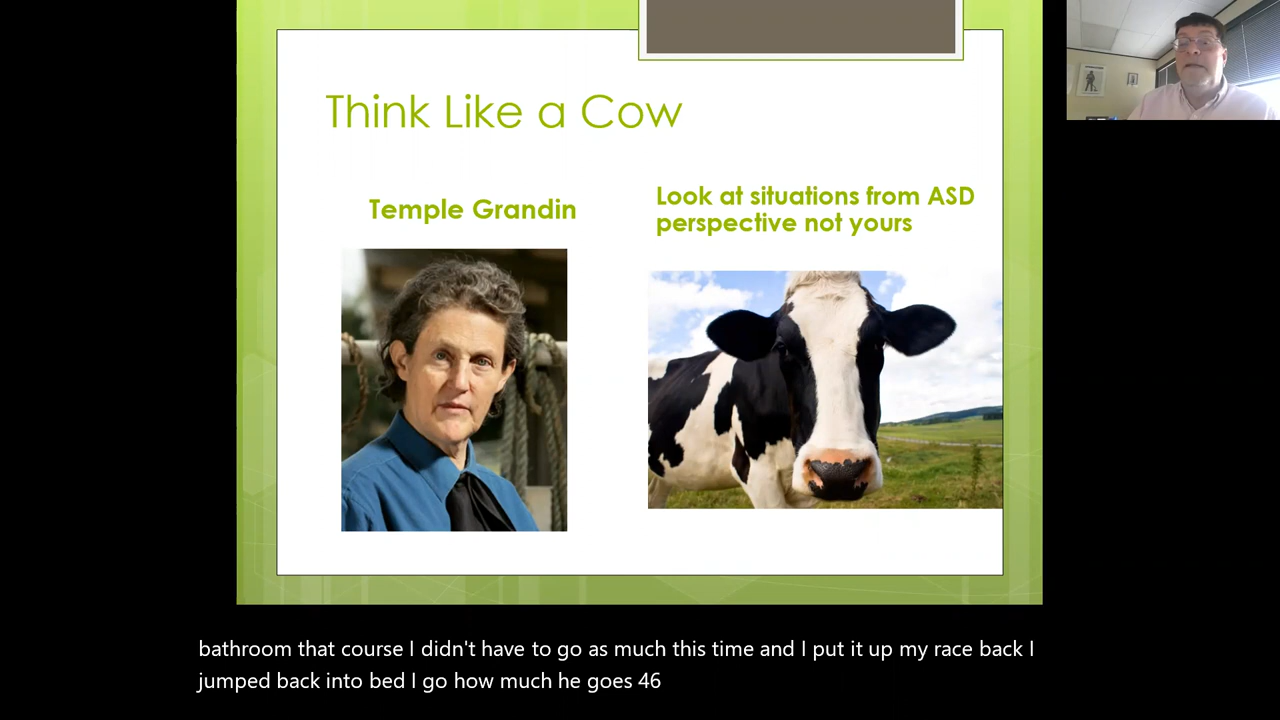 Think Like a Cow
Temple Grandin
Look at situations from ASD
perspective not yours
bathroom that course I didn't have to go as much this time and I put it up my race back I
jumped back into bed I go how much he goes 46